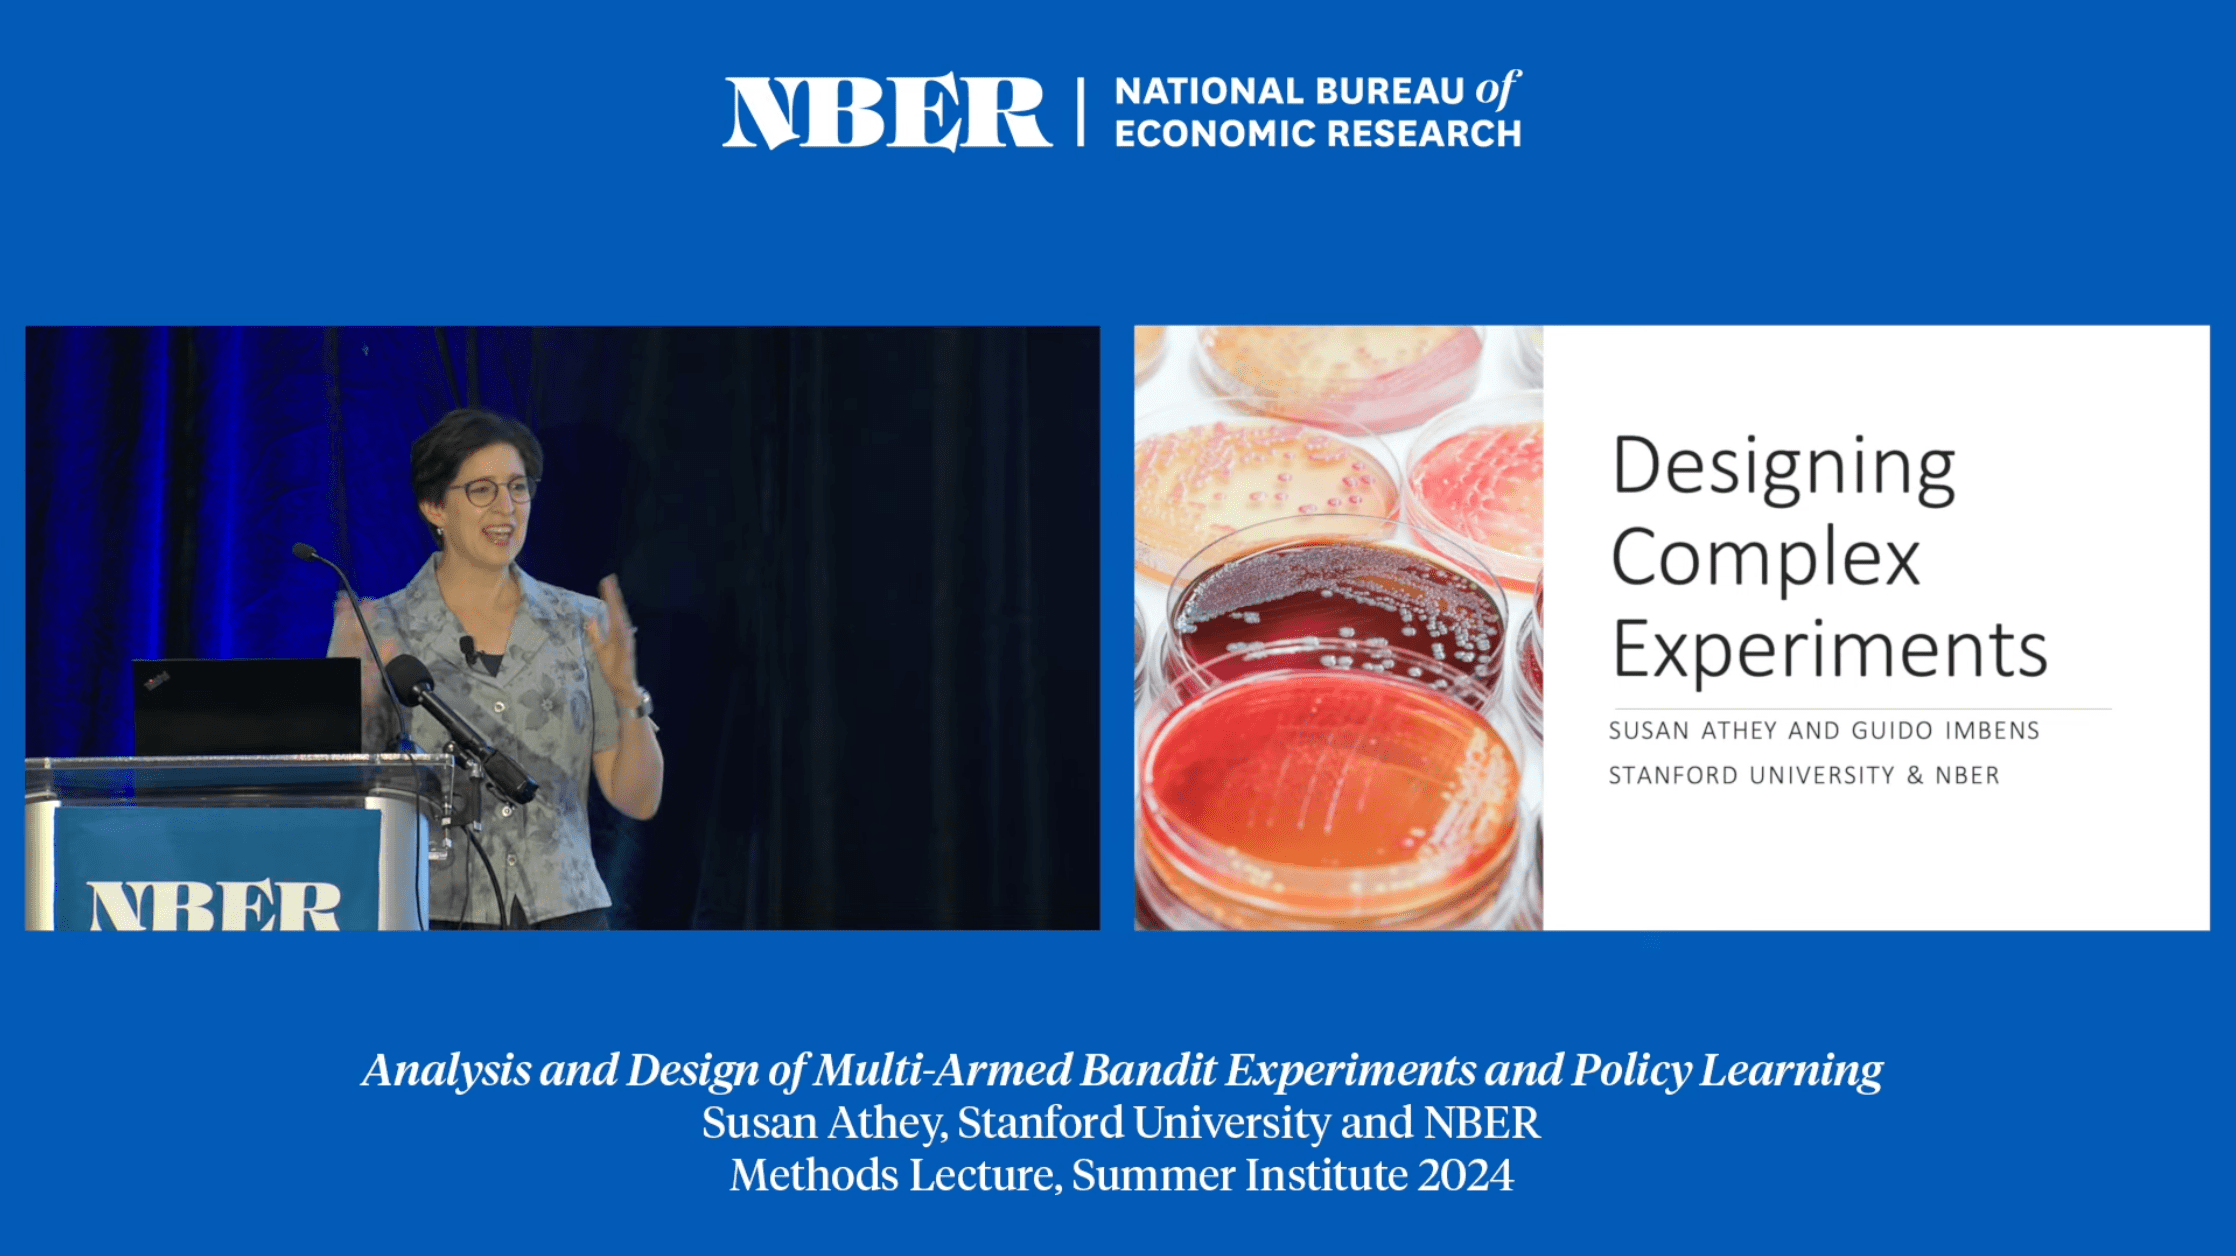 NBER
NATIONAL BUREAU of
ECONOMIC RESEARCH
Designing
Complex
Experiments
SUSAN ATHEY AND GUIDO IMBENS
STANFORD UNIVERSITY & NBER
NBER
Analysis and Design of Multi-Armed Bandit Experiments and Policy Learning
Susan Athey, Stanford University and NBER
Methods Lecture, Summer Institute 2024